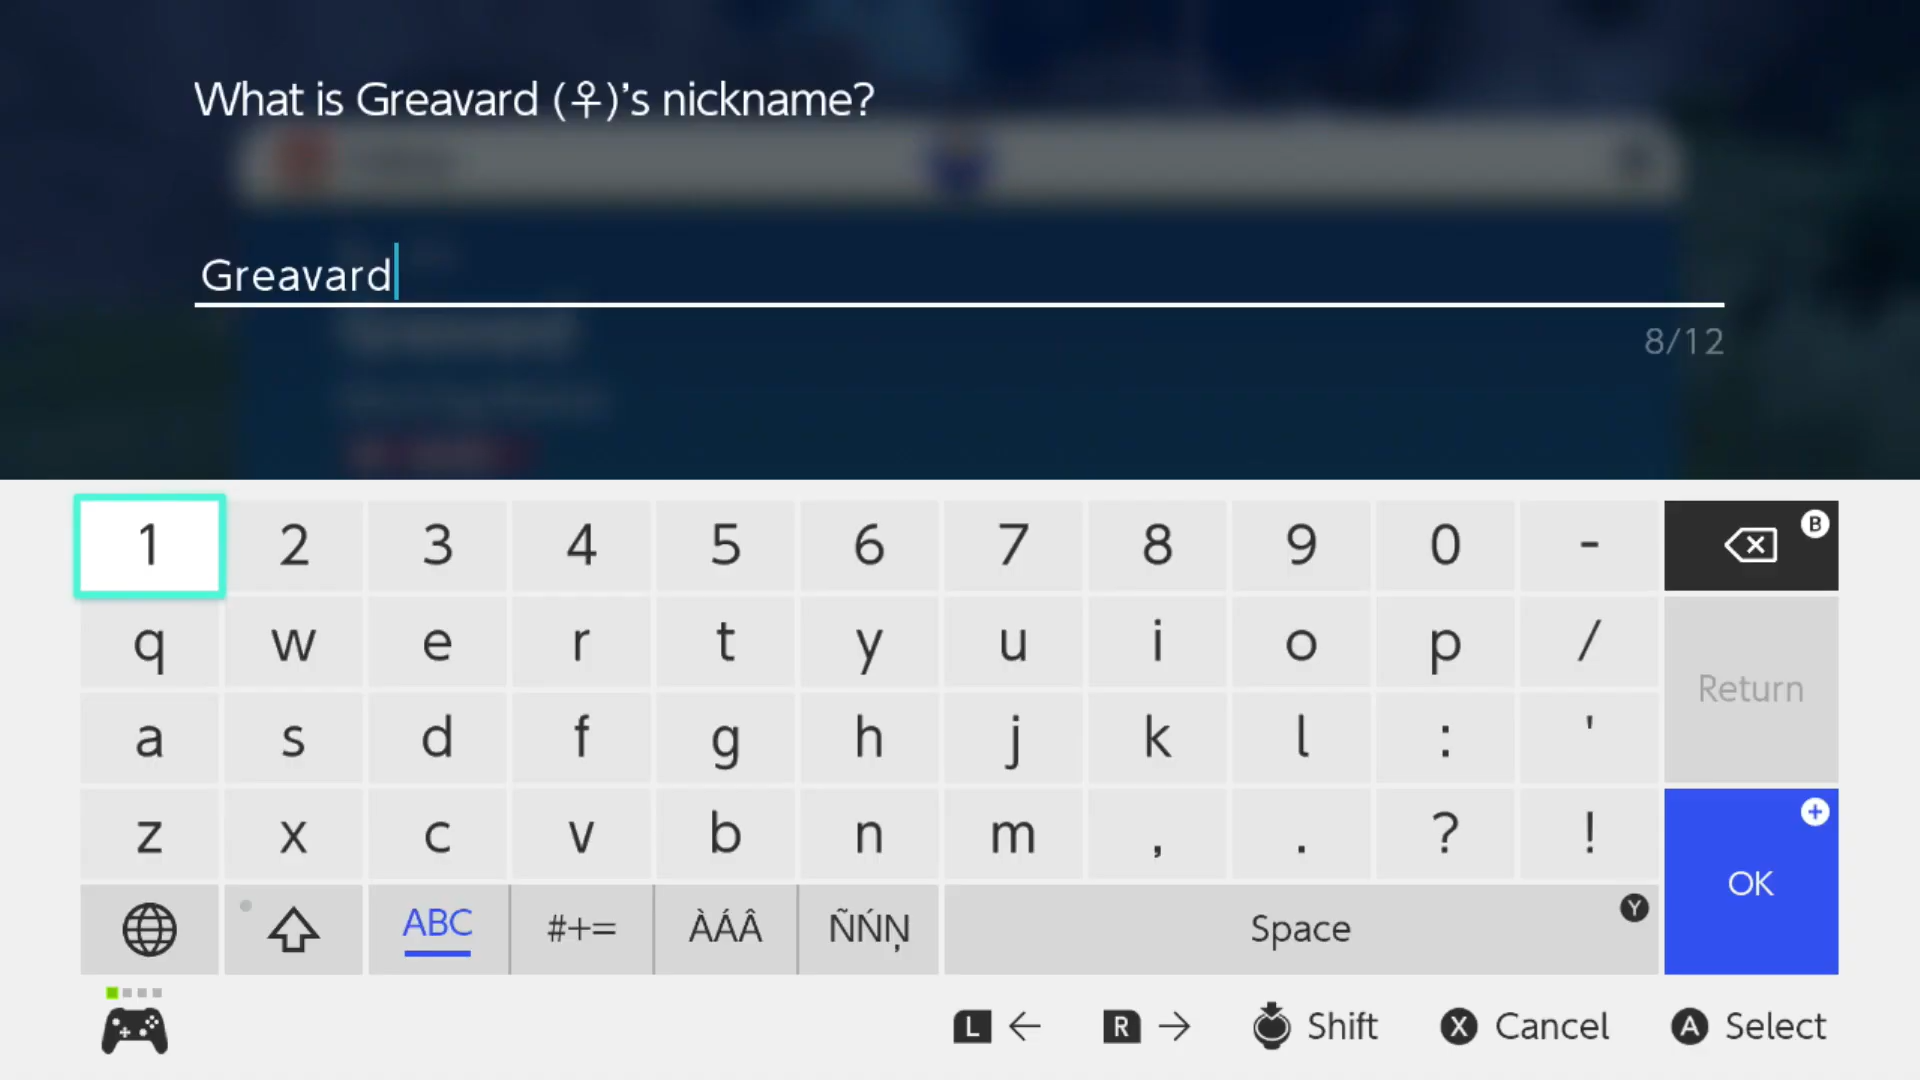 What is Greavard (♀)'s nickname?
Greavard
8/12
1 2 3 4 5 6 7 8 9 0 - B
q w e r t y u i o p /
Return
a s d f g h j k l : '
z x c v b n m , . ? ! +
OK
ABC #+= ÀÁÂ ÑŃŅ Space Y
L ← R → Shift X Cancel A Select